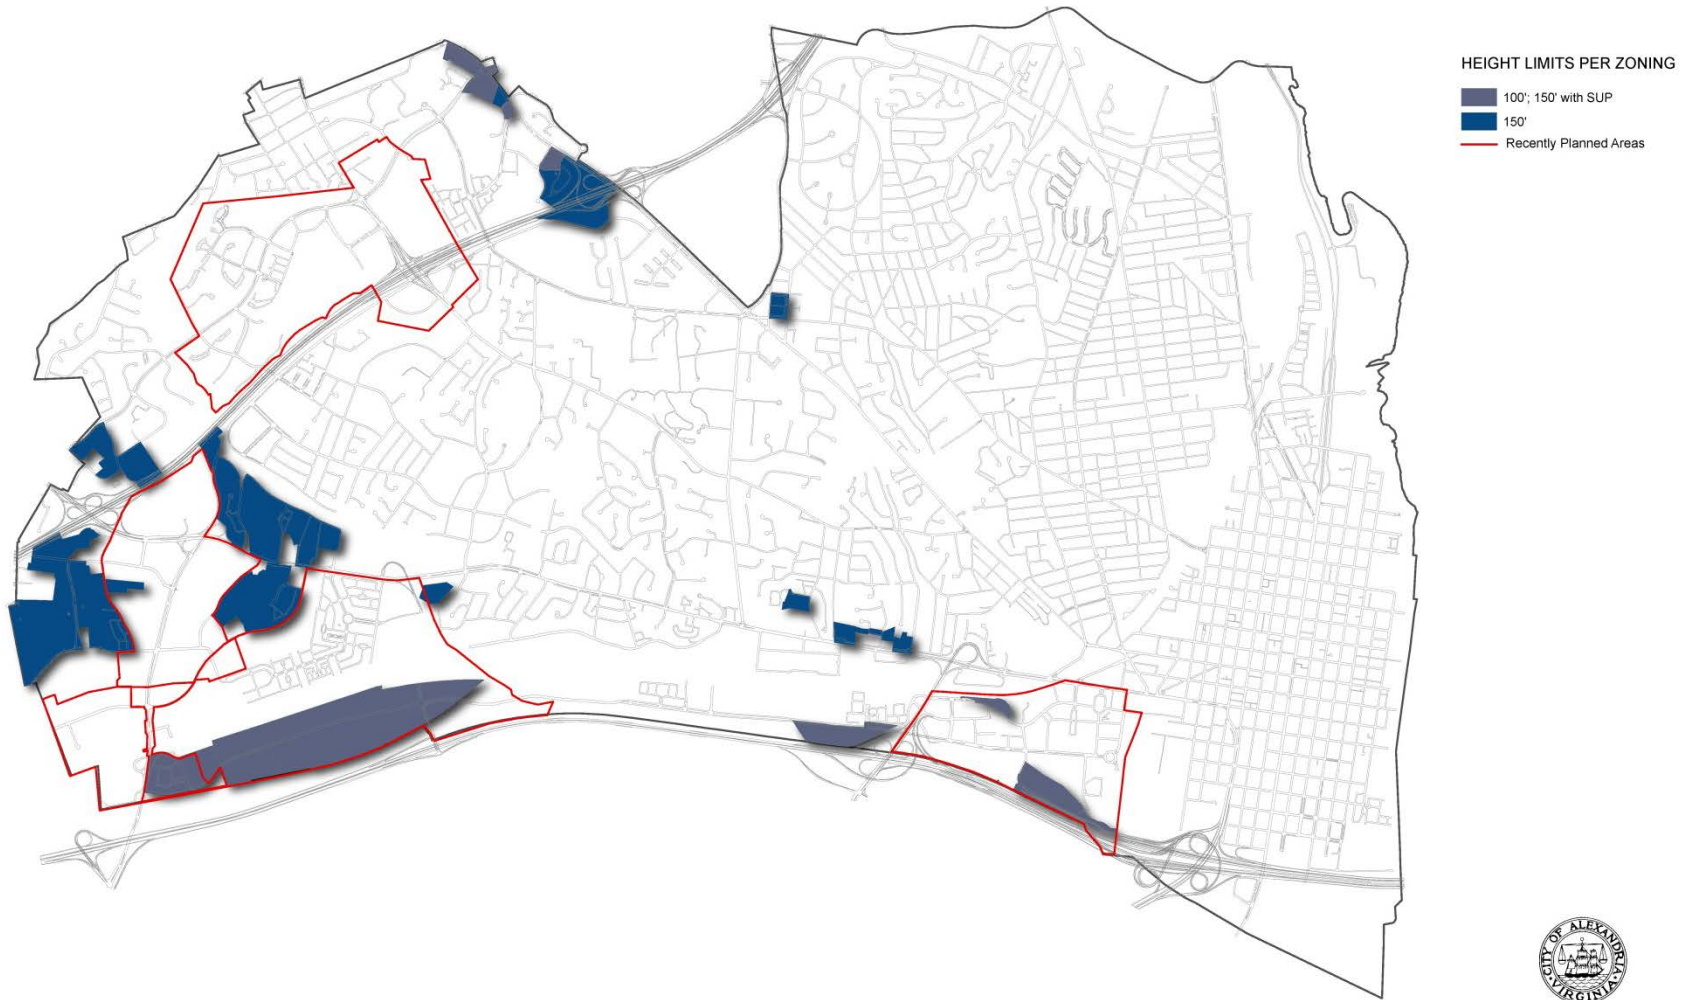 HEIGHT LIMITS PER ZONING
100'; 150' with SUP
150'
Recently Planned Areas
CITY OF ALEXANDRIA
VIRGINIA